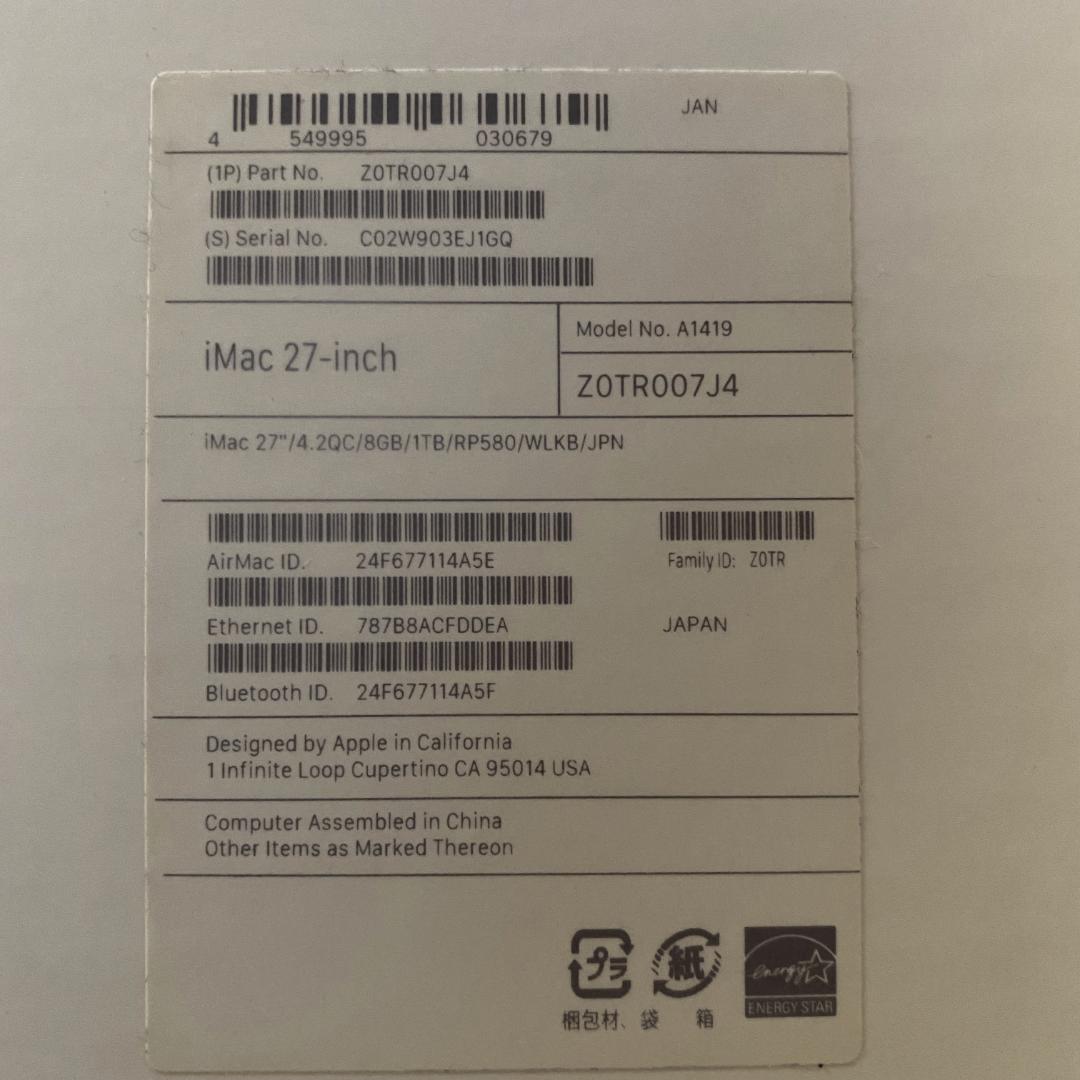 JAN
4 549995 030679
(1P) Part No. Z0TR007J4
(S) Serial No. C02W903EJ1GQ
iMac 27-inch
Model No. A1419
Z0TR007J4
iMac 27"/4.2QC/8GB/1TB/RP580/WLKB/JPN
AirMac ID. 24F677114A5E
Family ID: Z0TR
Ethernet ID. 787B8ACFDDEA
JAPAN
Bluetooth ID. 24F677114A5F
Designed by Apple in California
1 Infinite Loop Cupertino CA 95014 USA
Computer Assembled in China
Other Items as Marked Thereon
プラ
紙
energy
ENERGY STAR
梱包材、袋 箱